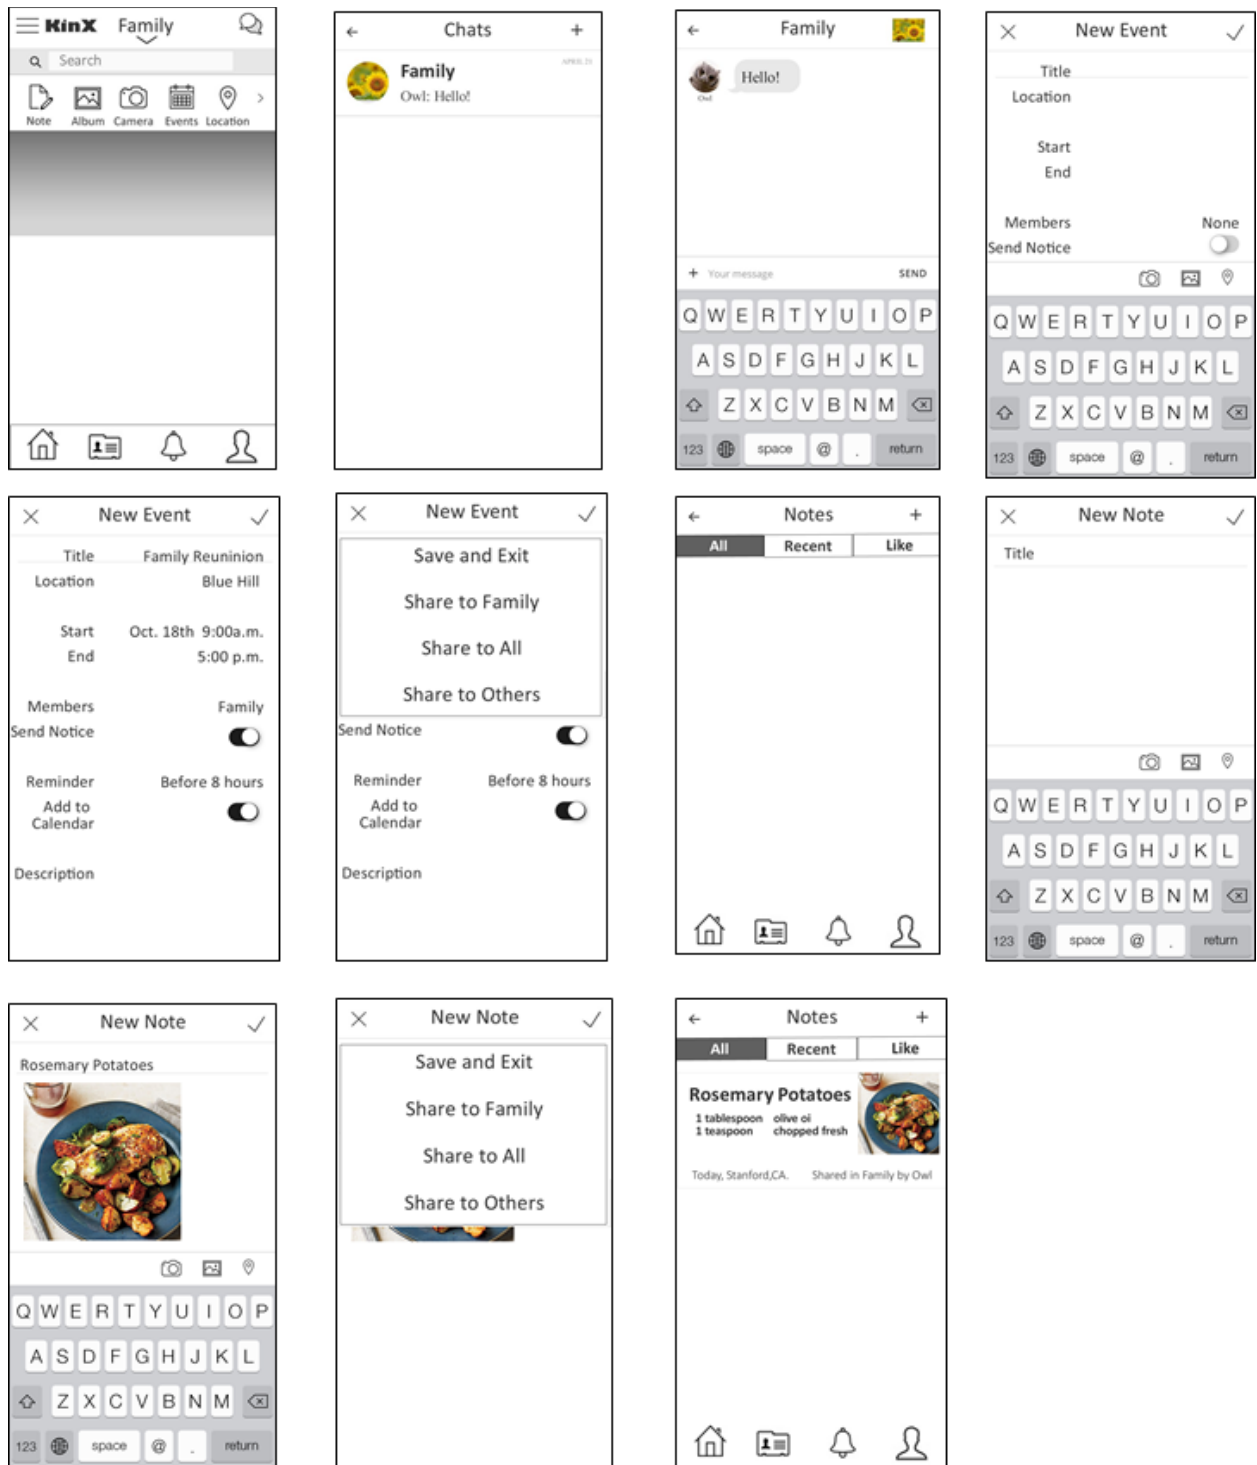 KinX Family
Search
Note Album Camera Events Location
Chats
Family
APRIL 23
Owl: Hello!
Family
Hello!
Owl
Your message SEND
Q W E R T Y U I O P
A S D F G H J K L
Z X C V B N M
123 space @ . return
New Event
Title
Location
Start
End
Members None
Send Notice
Q W E R T Y U I O P
A S D F G H J K L
Z X C V B N M
123 space @ . return
New Event
Title Family Reuninion
Location Blue Hill
Start Oct. 18th 9:00a.m.
End 5:00 p.m.
Members Family
Send Notice
Reminder Before 8 hours
Add to
Calendar
Description
New Event
Save and Exit
Share to Family
Share to All
Share to Others
Send Notice
Reminder Before 8 hours
Add to
Calendar
Description
Notes
All Recent Like
New Note
Title
Q W E R T Y U I O P
A S D F G H J K L
Z X C V B N M
123 space @ . return
New Note
Rosemary Potatoes
Q W E R T Y U I O P
A S D F G H J K L
Z X C V B N M
123 space @ . return
New Note
Save and Exit
Share to Family
Share to All
Share to Others
Notes
All Recent Like
Rosemary Potatoes
1 tablespoon olive oi
1 teaspoon chopped fresh
Today, Stanford,CA. Shared in Family by Owl